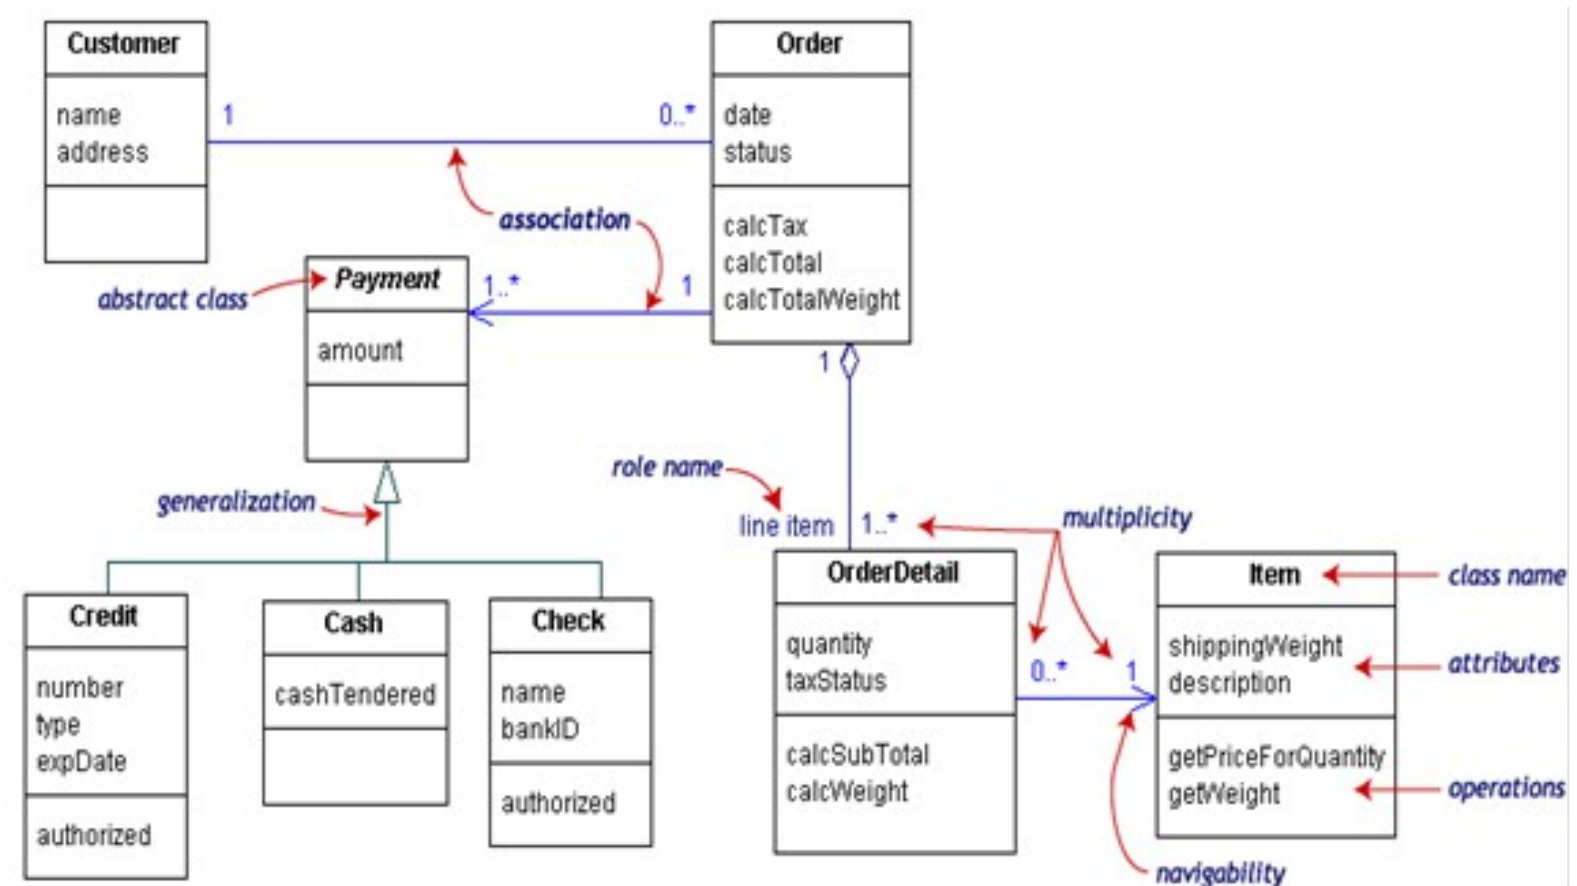 Customer
name
address
1
0..*
Order
date
status
calcTax
calcTotal
calcTotalWeight
association
abstract class
Payment
amount
1..*
1
1
generalization
role name
line item
1..*
multiplicity
Credit
number
type
expDate
authorized
Cash
cashTendered
Check
name
bankID
authorized
OrderDetail
quantity
taxStatus
calcSubTotal
calcWeight
0..*
1
Item
shippingWeight
description
getPriceForQuantity
getWeight
class name
attributes
operations
navigability